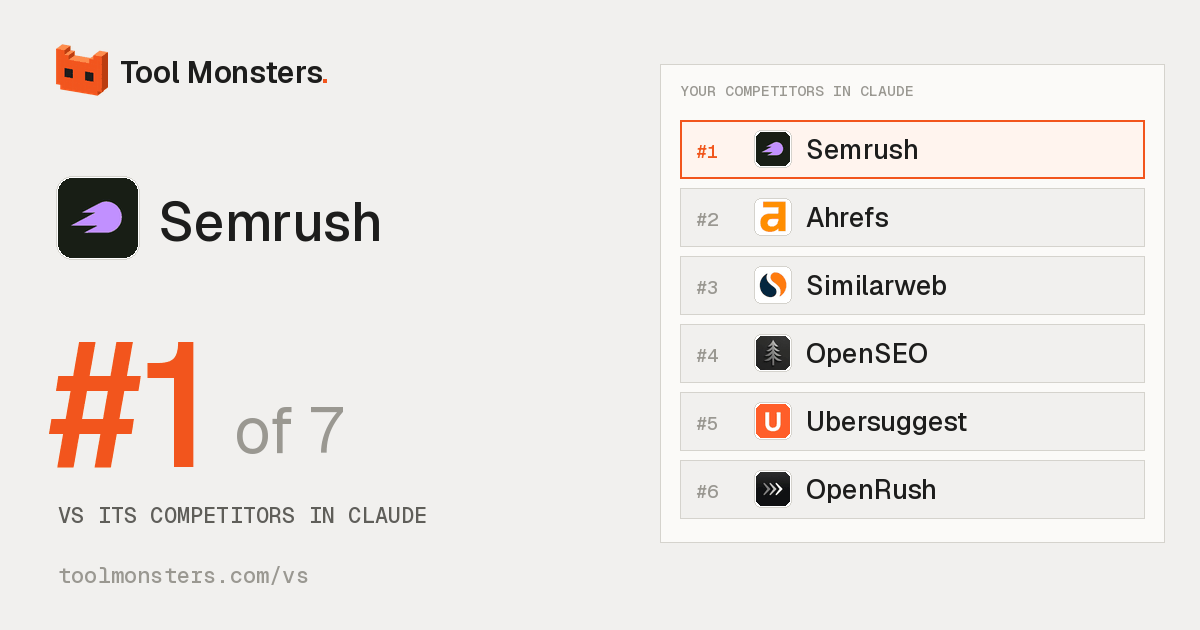 Tool Monsters.
Semrush
#1 of 7
VS ITS COMPETITORS IN CLAUDE
toolmonsters.com/vs
YOUR COMPETITORS IN CLAUDE
#1 Semrush
#2 a Ahrefs
#3 Similarweb
#4 OpenSEO
#5 U Ubersuggest
#6 OpenRush